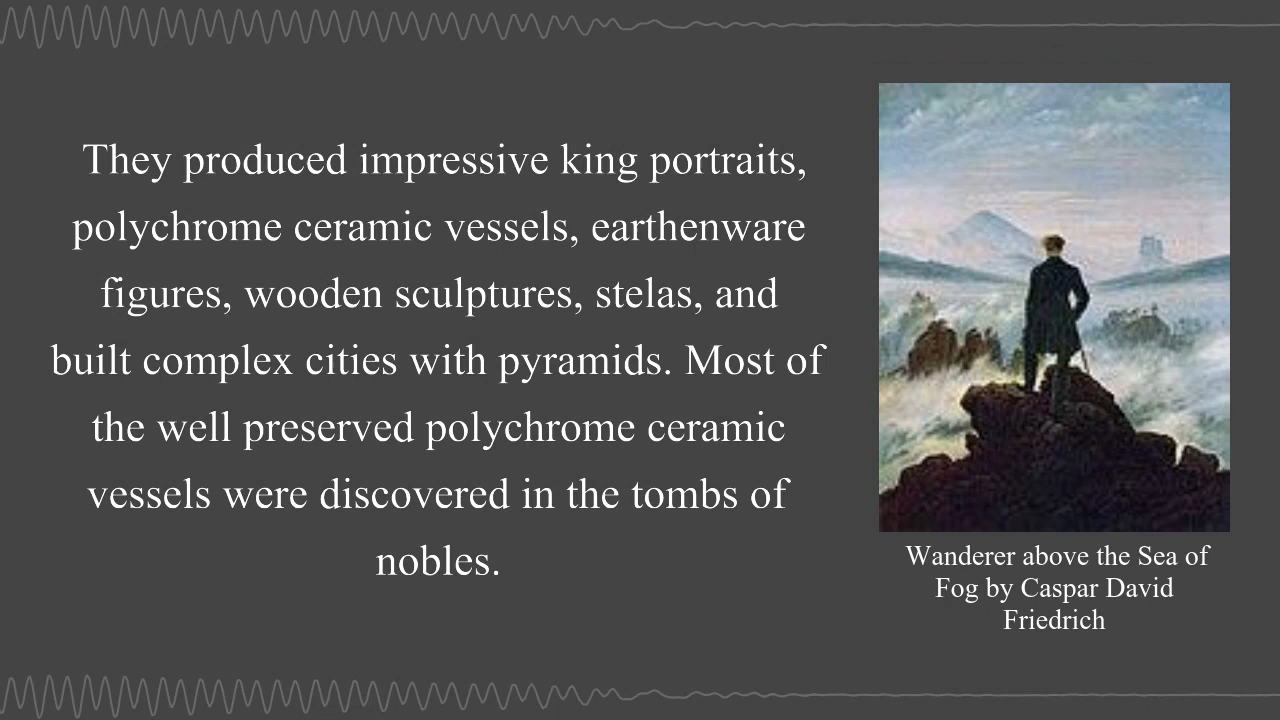 They produced impressive king portraits,
polychrome ceramic vessels, earthenware
figures, wooden sculptures, stelas, and
built complex cities with pyramids. Most of
the well preserved polychrome ceramic
vessels were discovered in the tombs of
nobles.
Wanderer above the Sea of
Fog by Caspar David
Friedrich